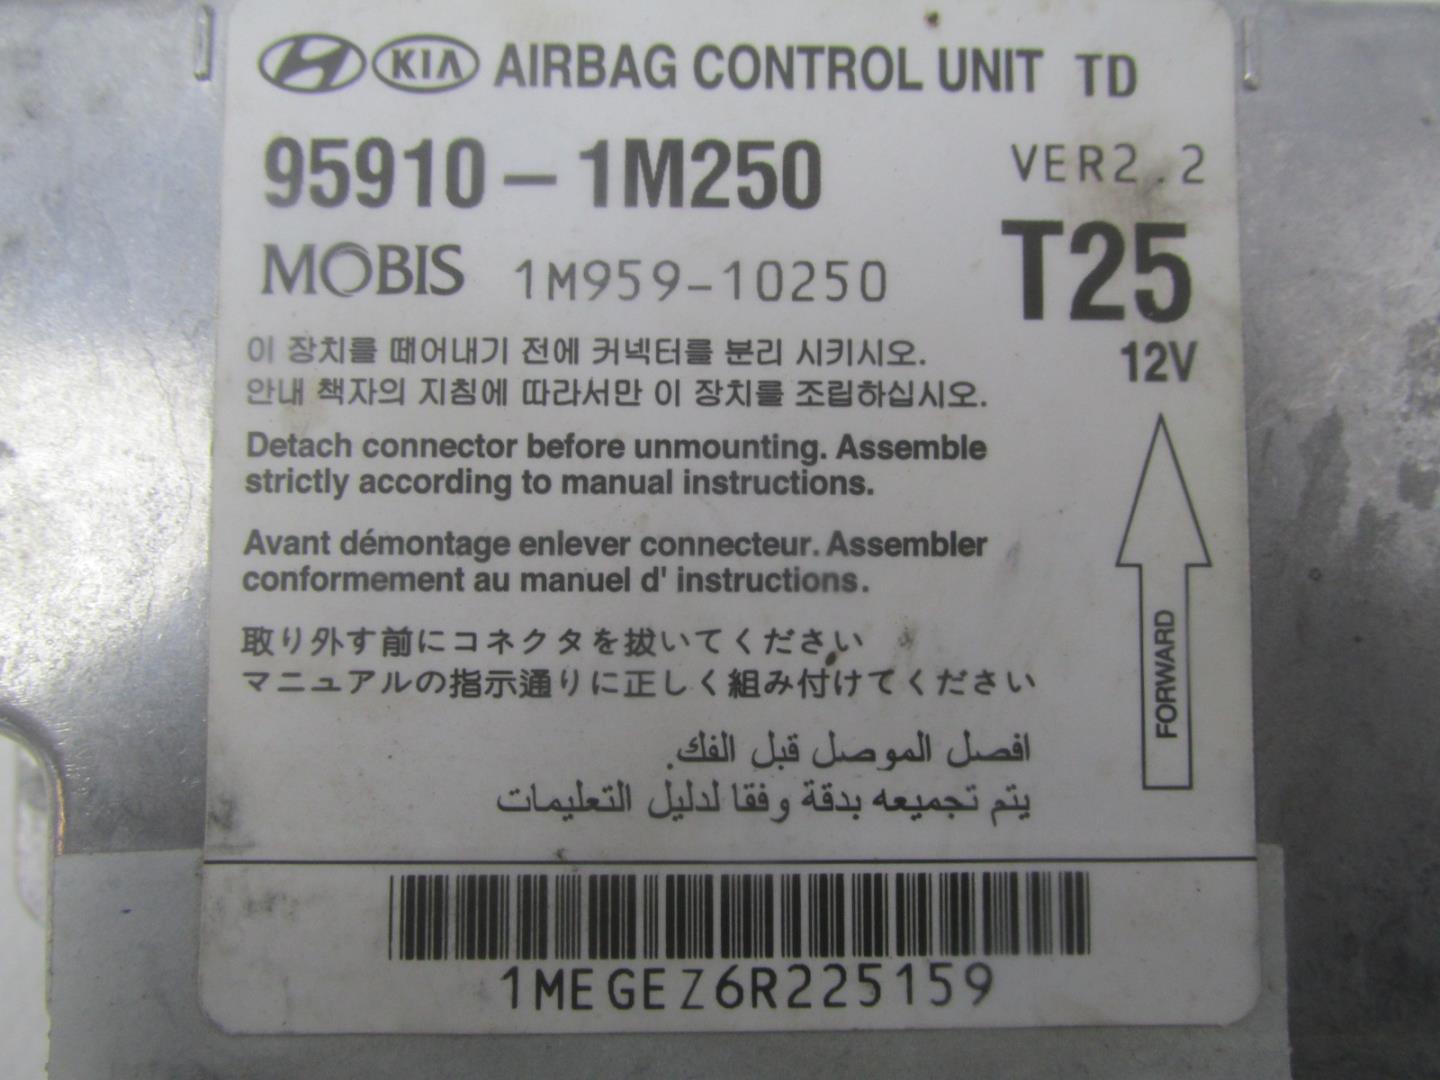 KIA AIRBAG CONTROL UNIT TD
95910-1M250 VER2.2
MOBIS 1M959-10250 T25
12V
이 장치를 때어내기 전에 커넥터를 분리 시키시오.
안내 책자의 지침에 따라서만 이 장치를 조립하십시오.
Detach connector before unmounting. Assemble
strictly according to manual instructions.
Avant démontage enlever connecteur. Assembler
conformement au manuel d' instructions.
取り外す前にコネクタを抜いてください
マニュアルの指示通りに正しく組み付けてください
افصل الموصل قبل الفك.
يتم تجميعه بدقة وفقا لدليل التعليمات
FORWARD
1MEGEZ6R225159